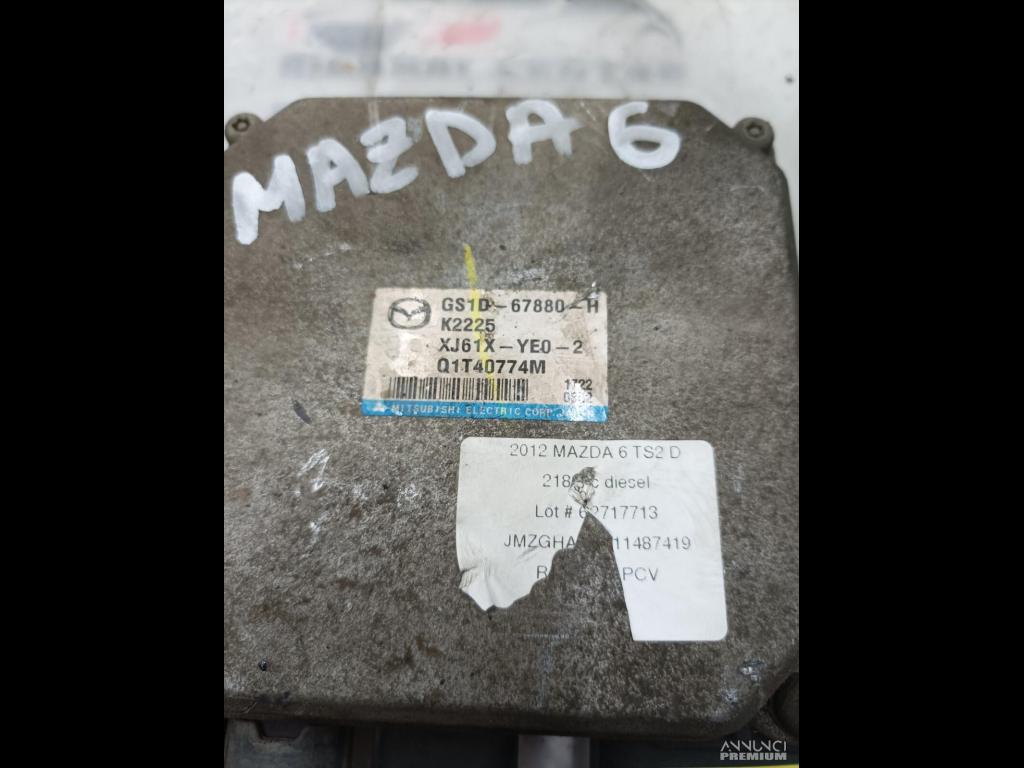 MAZDA 6
GS1D-67880-H
K2225
XJ61X-YE0-2
Q1T40774M
1722
MITSUBISHI ELECTRIC CORP. JAPAN
2012 MAZDA 6 TS2 D
diesel
Lot #
PCV
ANNUNCI
PREMIUM